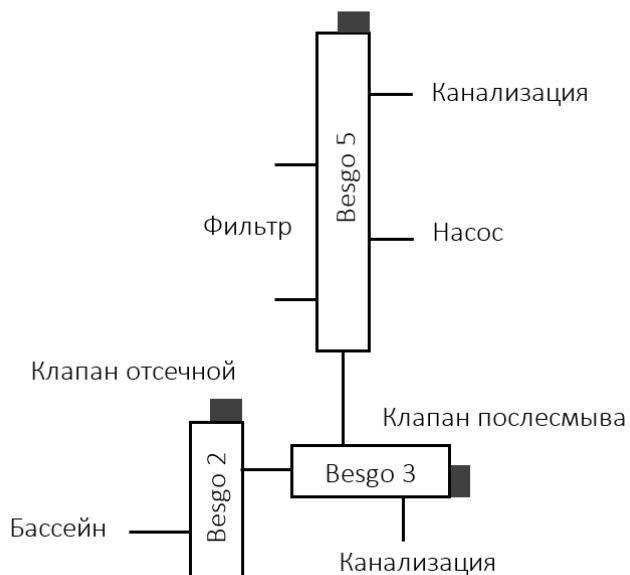 Канализация
Besgo 5
Фильтр
Насос
Клапан отсечной
Клапан послесмыва
Besgo 2
Besgo 3
Бассейн
Канализация